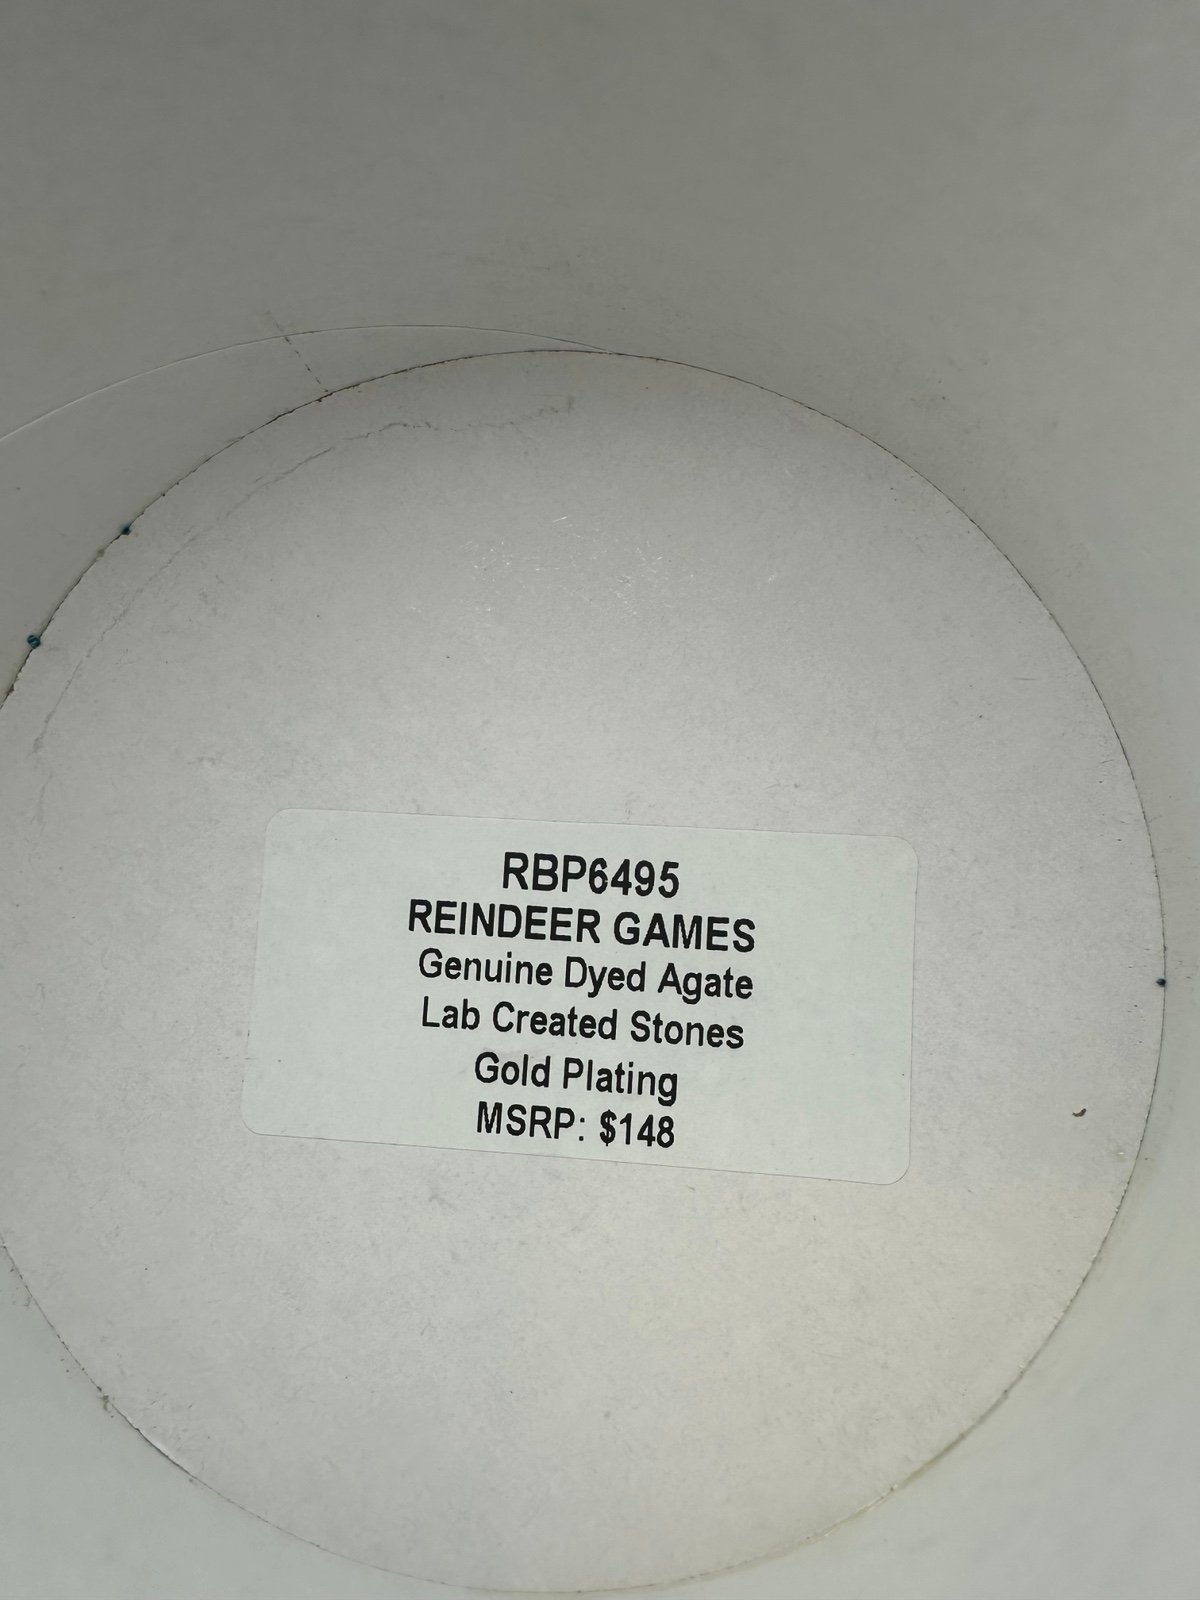 RBP6495
REINDEER GAMES
Genuine Dyed Agate
Lab Created Stones
Gold Plating
MSRP: $148